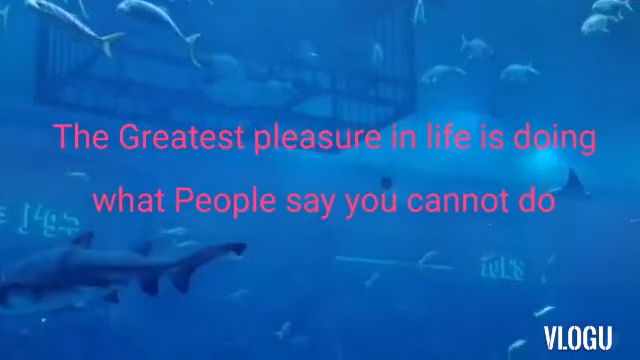 The Greatest pleasure in life is doing
what People say you cannot do
VLOGU